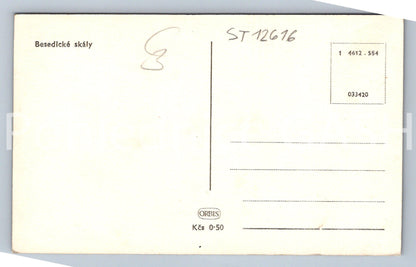 Besedické skály
ST 12616
1 4612 - 554
033420
ORBIS
Kčs 0·50